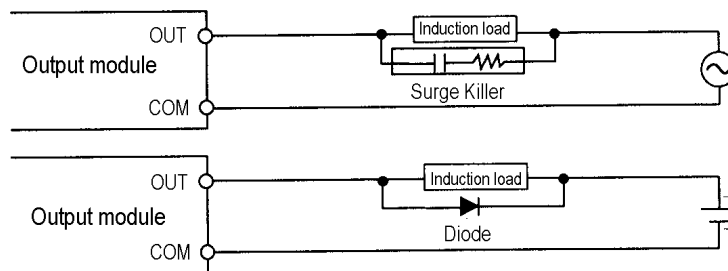 OUT
Induction load
Output module
Surge Killer
COM
OUT
Induction load
Output module
Diode
COM